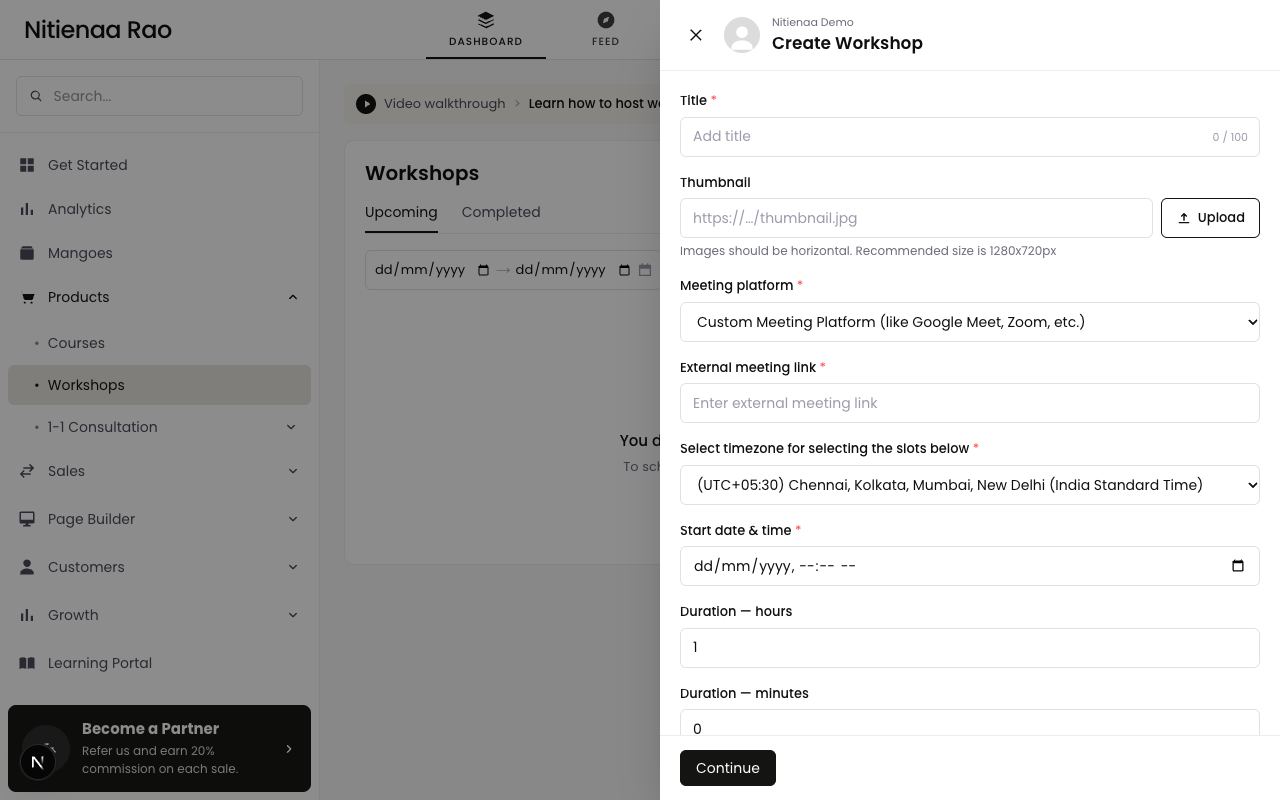 Nitienaa Rao
DASHBOARD
FEED
Search...
Get Started
Analytics
Mangoes
Products
Courses
Workshops
1-1 Consultation
Sales
Page Builder
Customers
Growth
Learning Portal
Become a Partner
Refer us and earn 20%
commission on each sale.
N
Video walkthrough > Learn how to host
Workshops
Upcoming Completed
dd/mm/yyyy → dd/mm/yyyy
You
To
Nitienaa Demo
Create Workshop
Title *
Add title 0 / 100
Thumbnail
https://.../thumbnail.jpg Upload
Images should be horizontal. Recommended size is 1280x720px
Meeting platform *
Custom Meeting Platform (like Google Meet, Zoom, etc.)
External meeting link *
Enter external meeting link
Select timezone for selecting the slots below *
(UTC+05:30) Chennai, Kolkata, Mumbai, New Delhi (India Standard Time)
Start date & time *
dd/mm/yyyy, --:-- --
Duration — hours
1
Duration — minutes
0
Continue